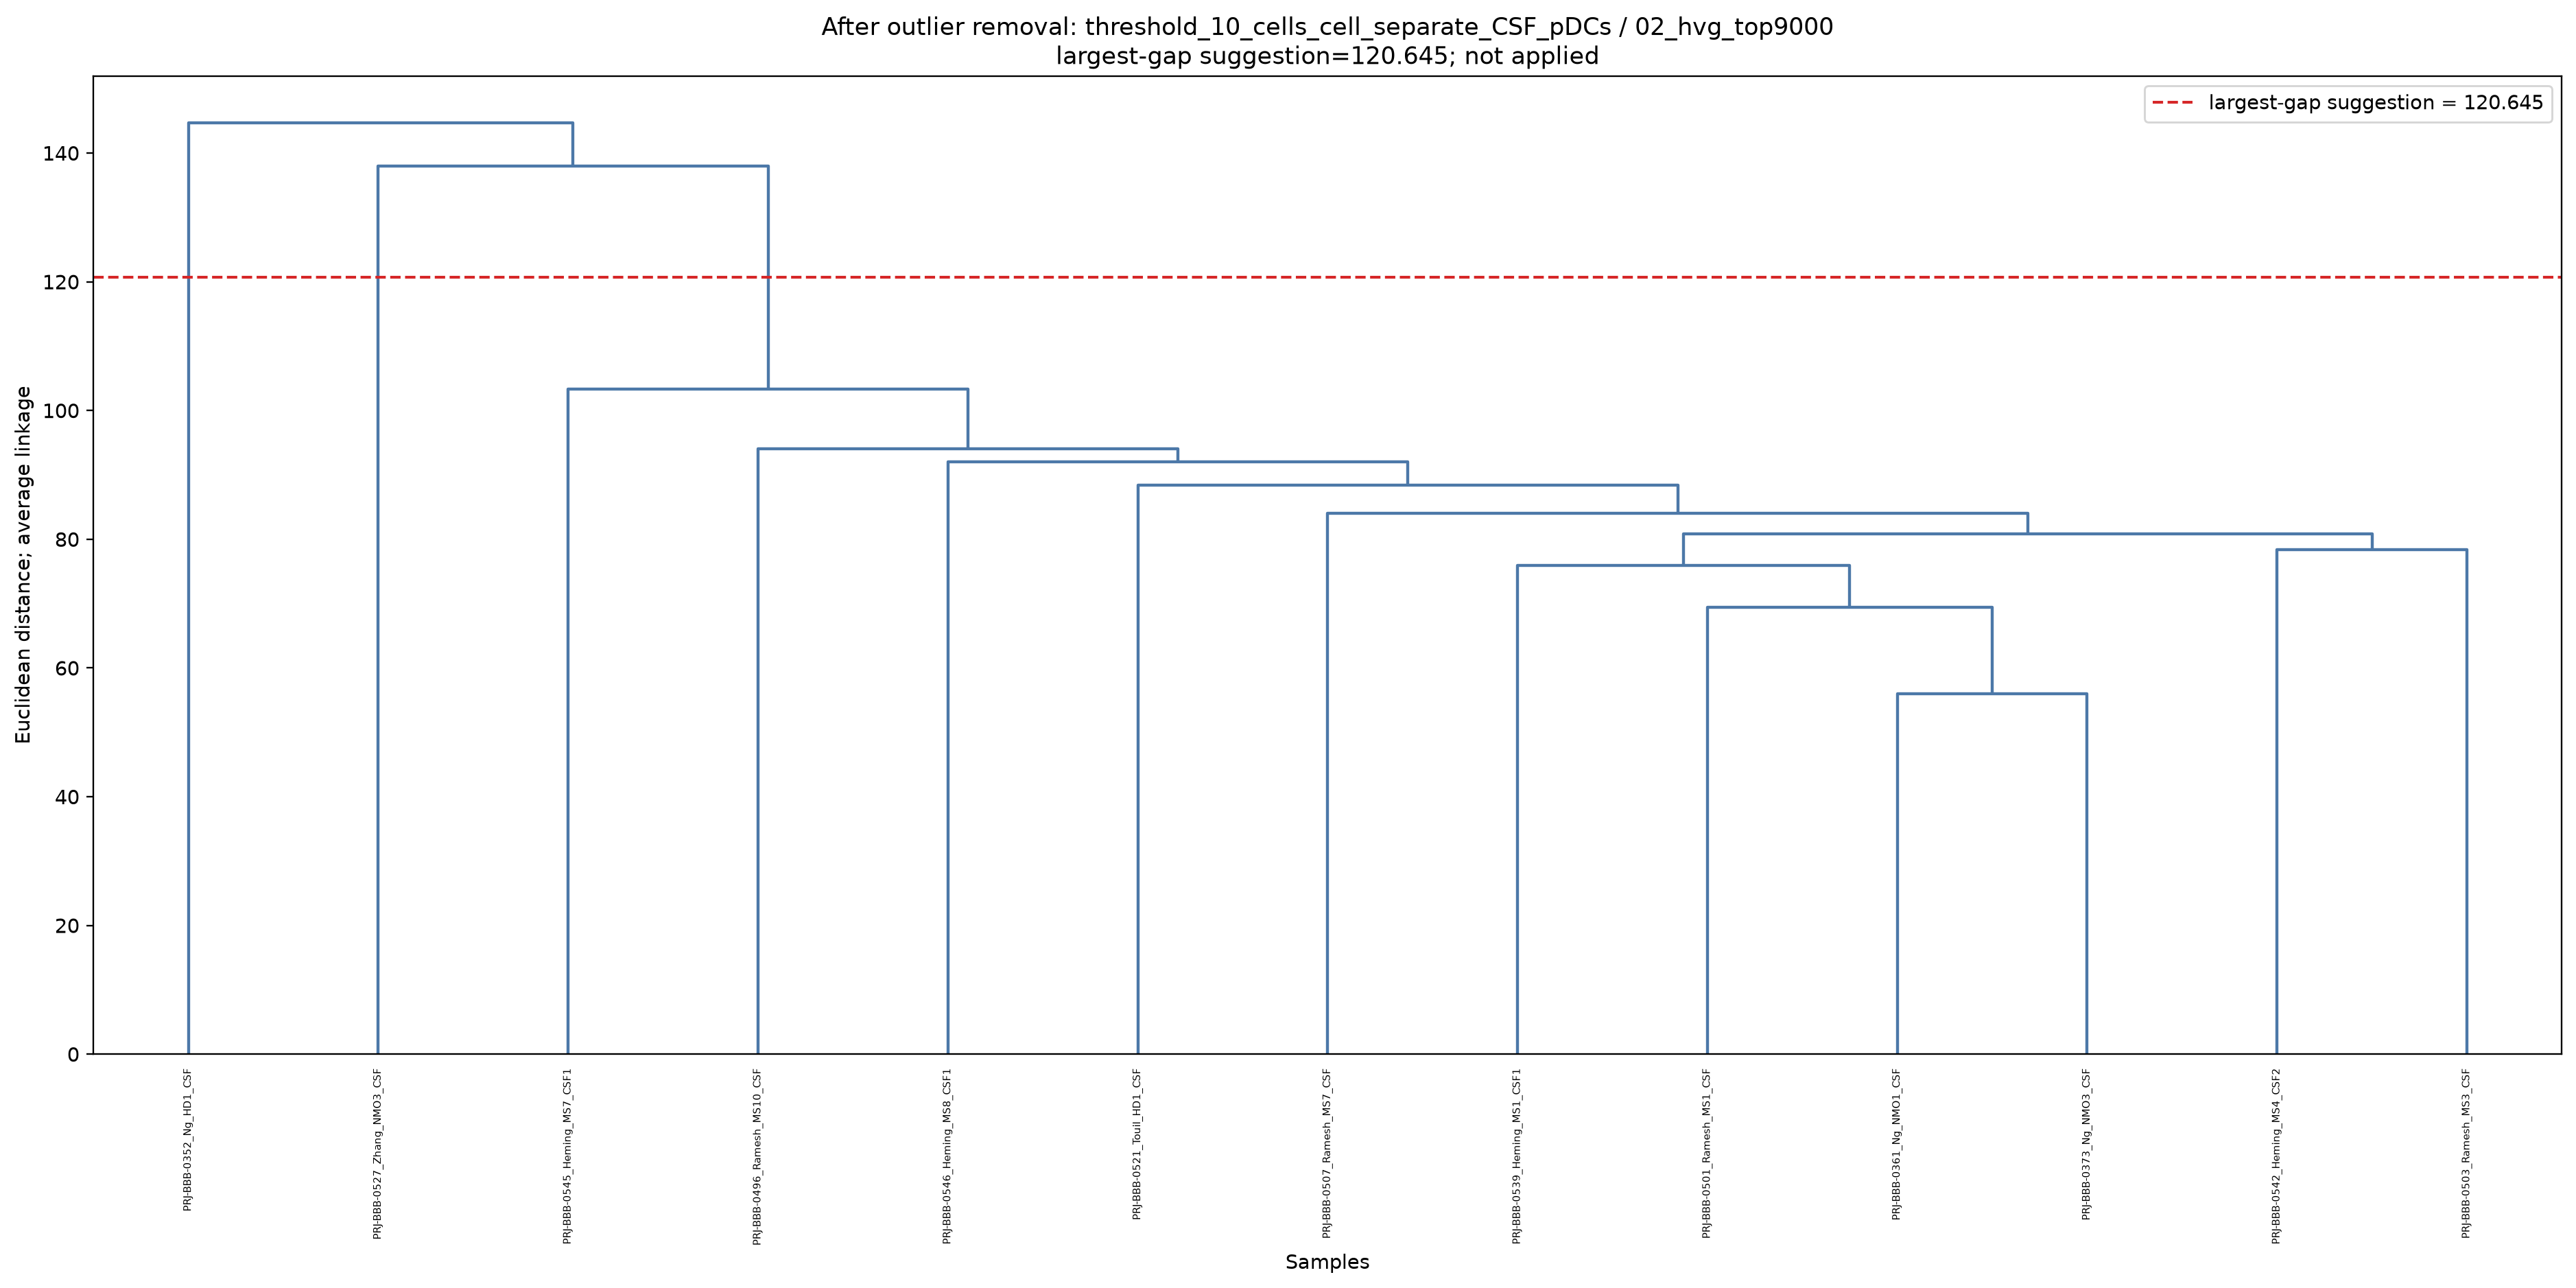 After outlier removal: threshold_10_cells_cell_separate_CSF_pDCs / 02_hvg_top9000
largest-gap suggestion=120.645; not applied
largest-gap suggestion = 120.645
Euclidean distance; average linkage
140
120
100
80
60
40
20
0
PRJ-BBB-0352_Ng_HD1_CSF
PRJ-BBB-0527_Zhang_NMO3_CSF
PRJ-BBB-0545_Heming_MS7_CSF1
PRJ-BBB-0496_Ramesh_MS10_CSF
PRJ-BBB-0546_Heming_MS8_CSF1
PRJ-BBB-0521_Touil_HD1_CSF
PRJ-BBB-0507_Ramesh_MS7_CSF
PRJ-BBB-0539_Heming_MS1_CSF1
PRJ-BBB-0501_Ramesh_MS1_CSF
PRJ-BBB-0361_Ng_NMO1_CSF
PRJ-BBB-0373_Ng_NMO3_CSF
PRJ-BBB-0542_Heming_MS4_CSF2
PRJ-BBB-0503_Ramesh_MS3_CSF
Samples